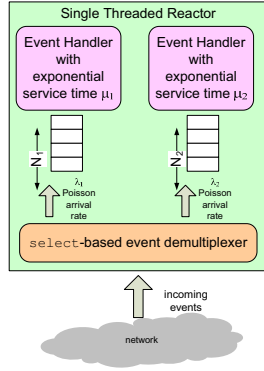 Single Threaded Reactor
Event Handler
with
exponential
service time μ1
Event Handler
with
exponential
service time μ2
N1
N2
λ1
Poisson
arrival
rate
λ2
Poisson
arrival
rate
select-based event demultiplexer
incoming
events
network